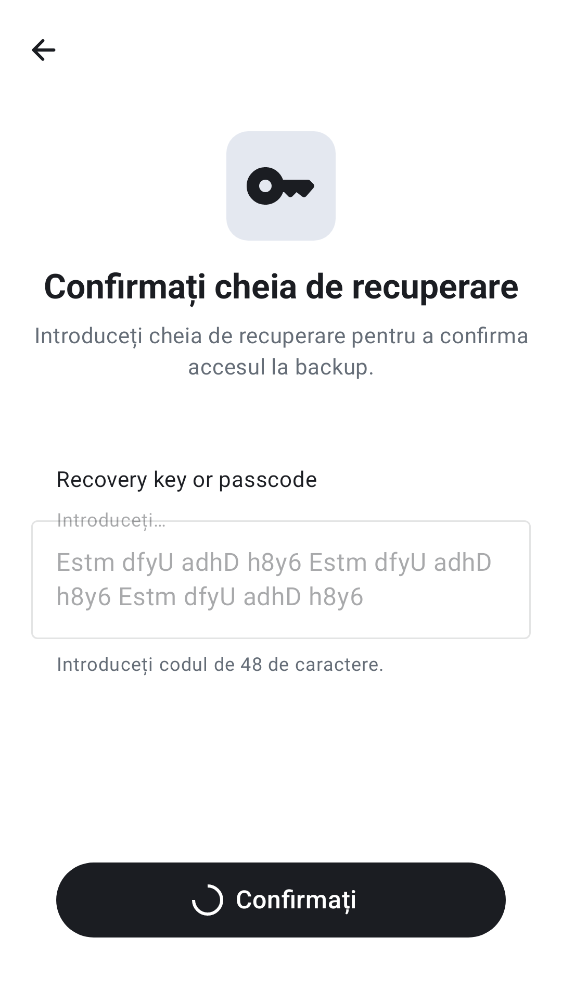 Confirmați cheia de recuperare
Introduceți cheia de recuperare pentru a confirma
accesul la backup.
Recovery key or passcode
Introduceți...
Estm dfyU adhD h8y6 Estm dfyU adhD
h8y6 Estm dfyU adhD h8y6
Introduceți codul de 48 de caractere.
Confirmați